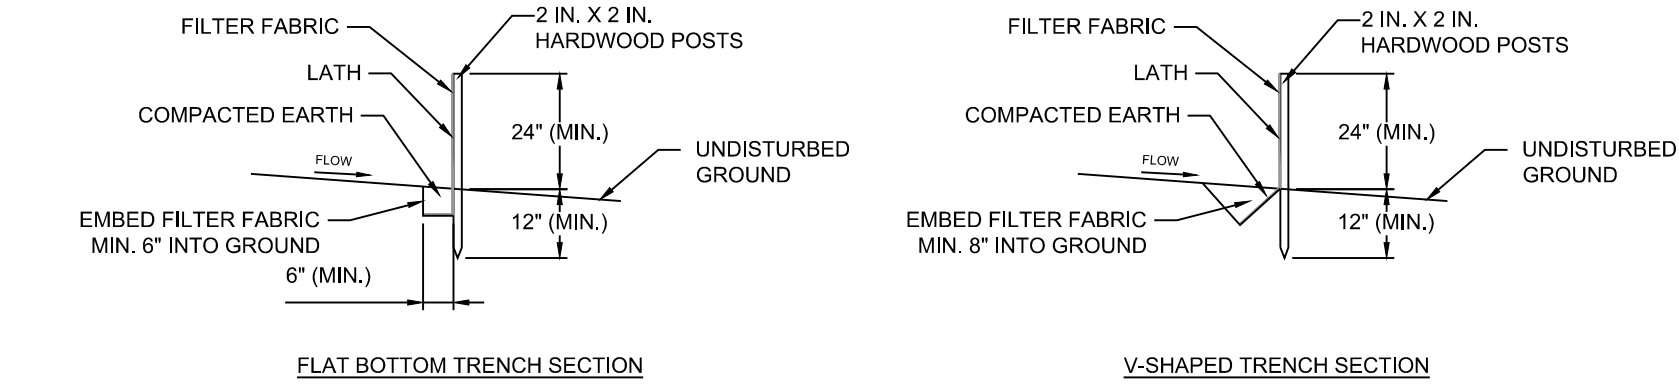 FILTER FABRIC
2 IN. X 2 IN.
HARDWOOD POSTS
LATH
COMPACTED EARTH
24" (MIN.)
UNDISTURBED
GROUND
FLOW
EMBED FILTER FABRIC
MIN. 6" INTO GROUND
12" (MIN.)
6" (MIN.)
FLAT BOTTOM TRENCH SECTION
FILTER FABRIC
2 IN. X 2 IN.
HARDWOOD POSTS
LATH
COMPACTED EARTH
24" (MIN.)
UNDISTURBED
GROUND
FLOW
EMBED FILTER FABRIC
MIN. 8" INTO GROUND
12" (MIN.)
V-SHAPED TRENCH SECTION